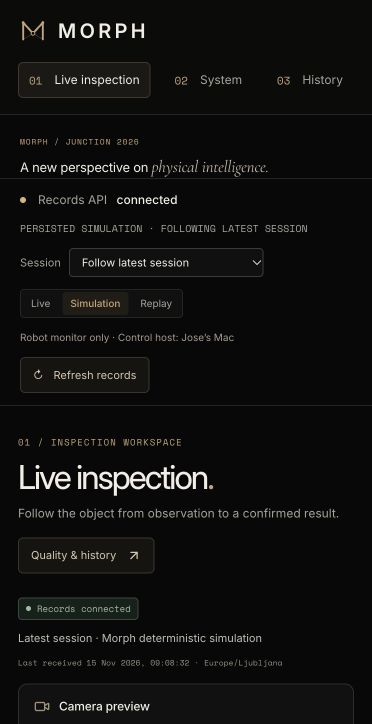 MORPH
01 Live inspection 02 System 03 History
MORPH / JUNCTION 2026
A new perspective on physical intelligence.
Records API connected
PERSISTED SIMULATION · FOLLOWING LATEST SESSION
Session Follow latest session
Live Simulation Replay
Robot monitor only · Control host: Jose's Mac
Refresh records
01 / INSPECTION WORKSPACE
Live inspection.
Follow the object from observation to a confirmed result.
Quality & history
Records connected
Latest session · Morph deterministic simulation
Last received 15 Nov 2026, 09:08:32 · Europe/Ljubljana
Camera preview